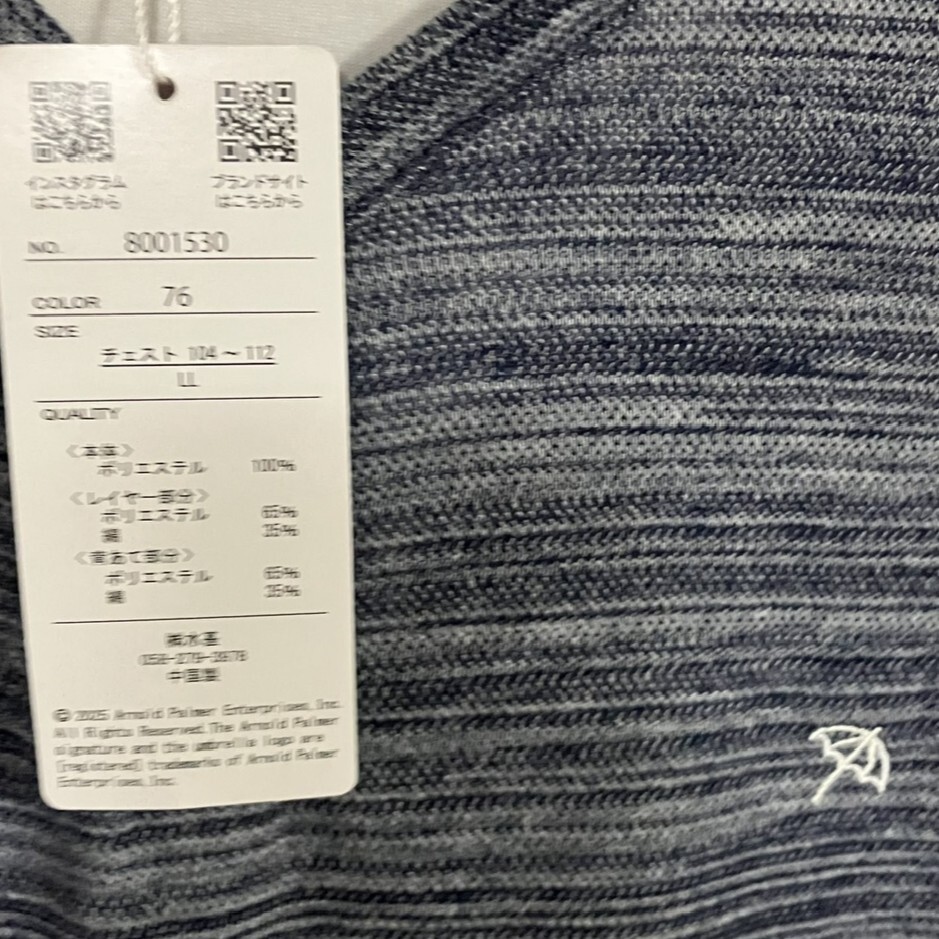 インスタグラム
はこちらから
ブランドサイト
はこちらから
NO. 8001530
COLOR 76
SIZE
チェスト 104～112
LL
QUALITY
〈本体〉
ポリエステル 100%
〈レイヤー部分〉
ポリエステル 65%
綿 35%
〈背あて部分〉
ポリエステル 65%
綿 35%
中国製
© 2025 Arnold Palmer Enterprises, Inc.
All Rights Reserved. The Arnold Palmer
signature and the umbrella logo are
(registered) trademarks of Arnold Palmer
Enterprises, Inc.